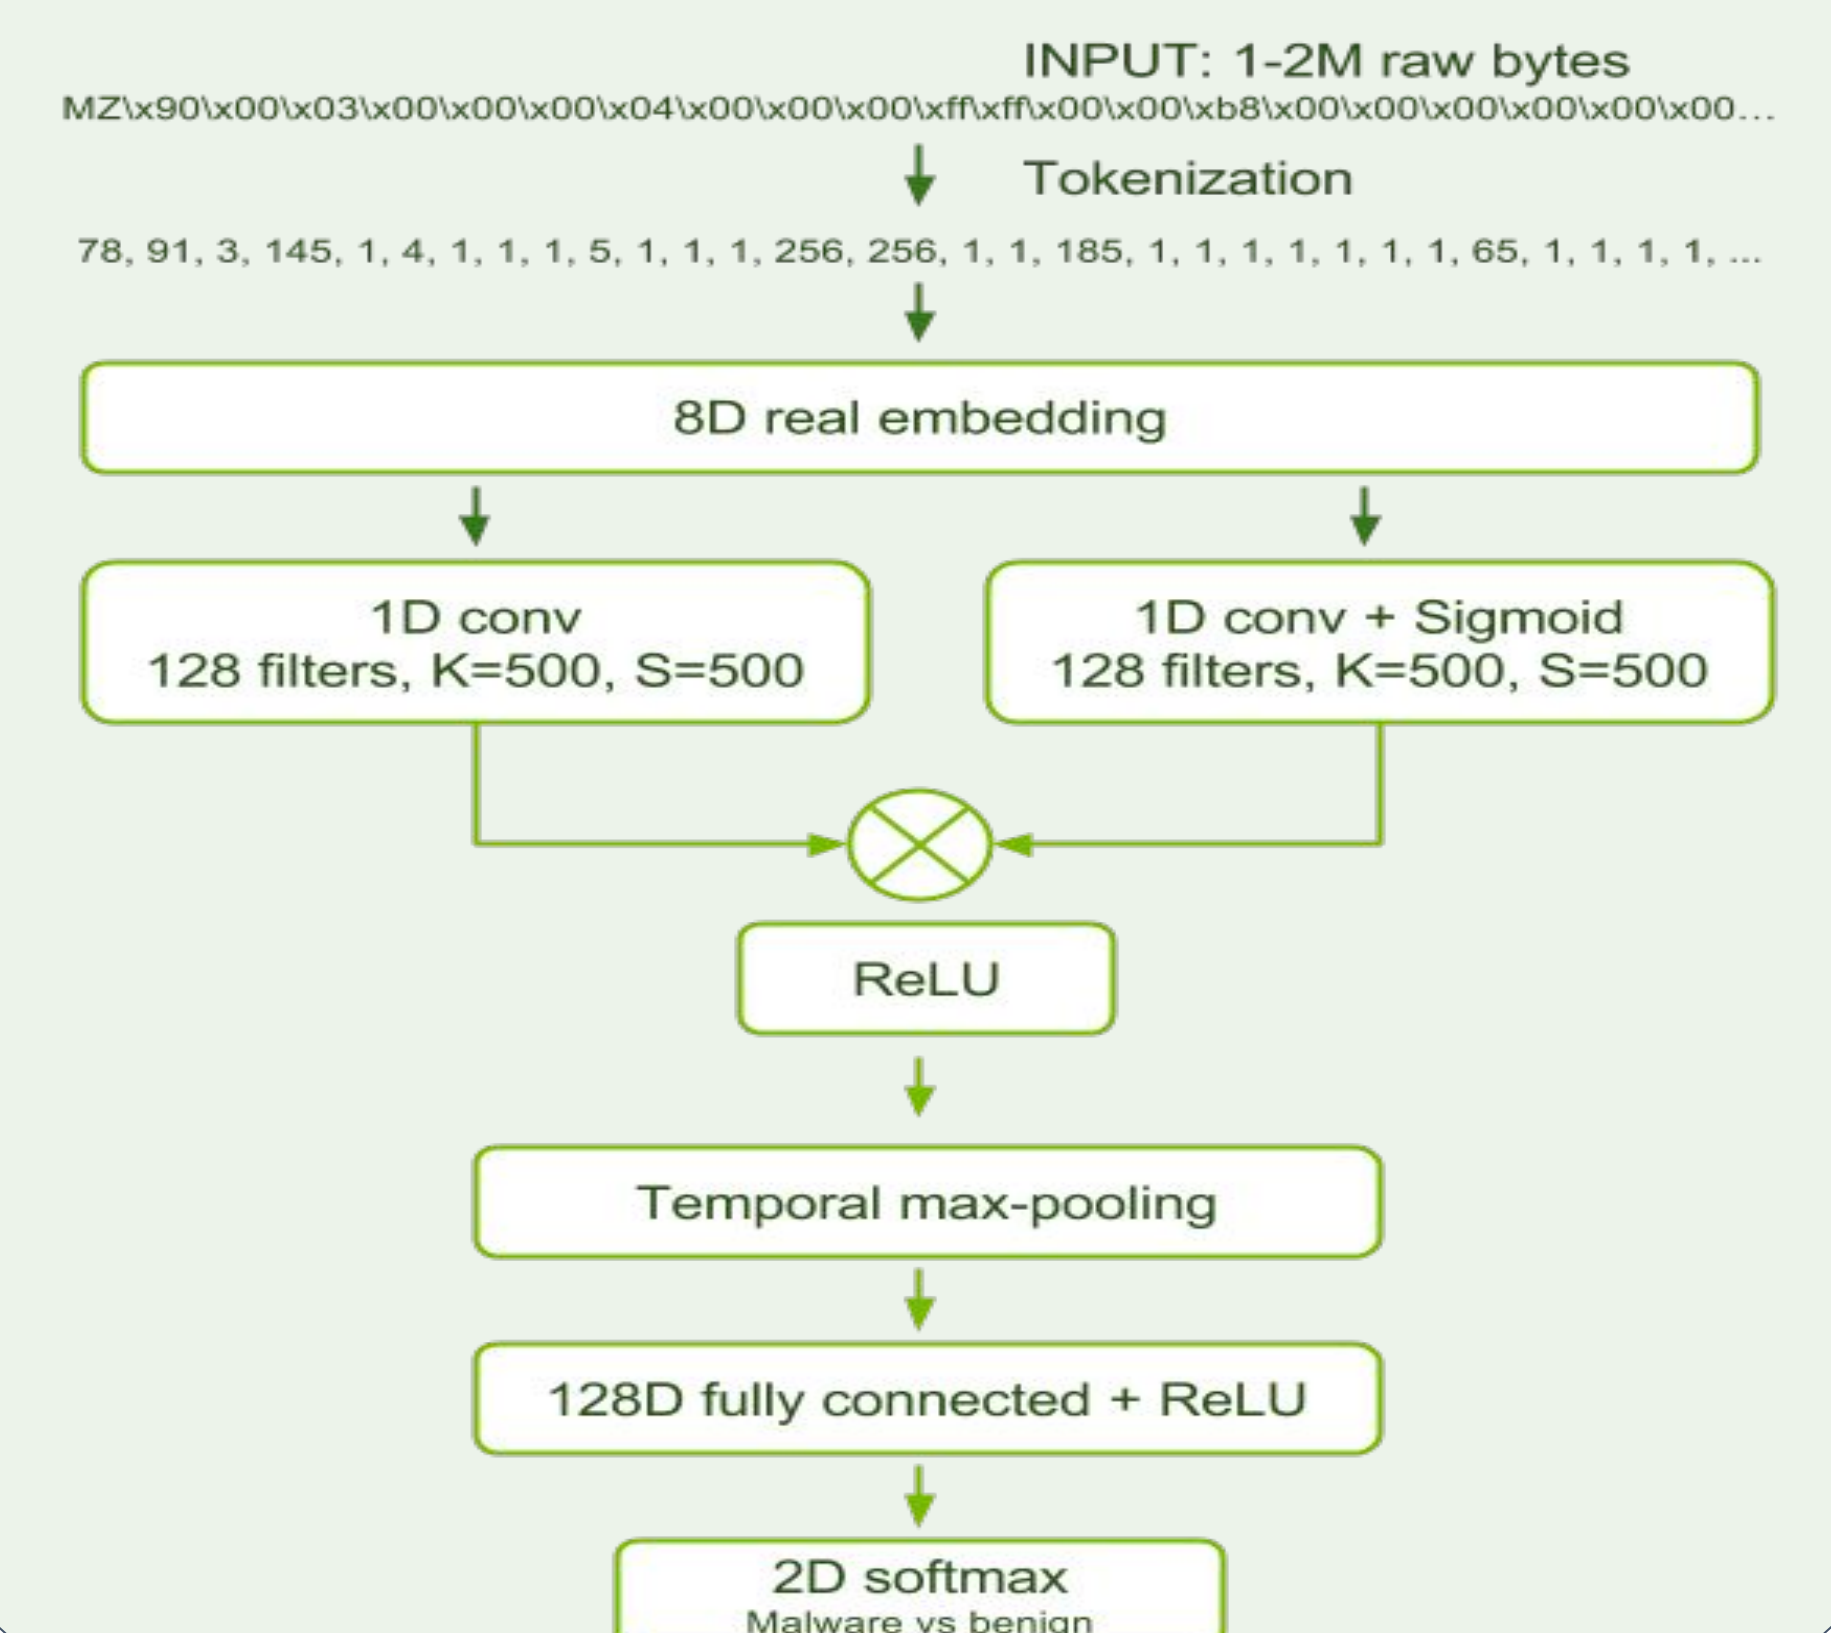 INPUT: 1-2M raw bytes
MZ\x90\x00\x03\x00\x00\x00\x04\x00\x00\x00\xff\xff\x00\x00\xb8\x00\x00\x00\x00\x00\x00...
Tokenization
78, 91, 3, 145, 1, 4, 1, 1, 1, 5, 1, 1, 1, 256, 256, 1, 1, 185, 1, 1, 1, 1, 1, 1, 1, 65, 1, 1, 1, 1, ...
8D real embedding
1D conv
128 filters, K=500, S=500
1D conv + Sigmoid
128 filters, K=500, S=500
ReLU
Temporal max-pooling
128D fully connected + ReLU
2D softmax
Malware vs benign